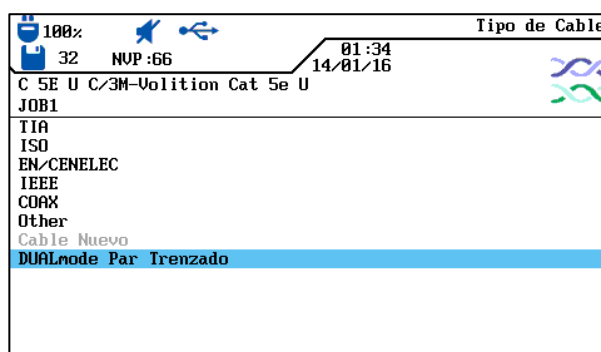 100% Tipo de Cable
32 NVP:66 01:34
14/01/16
C 5E U C/3M-Volition Cat 5e U
JOB1
TIA
ISO
EN/CENELEC
IEEE
COAX
Other
Cable Nuevo
DUALmode Par Trenzado